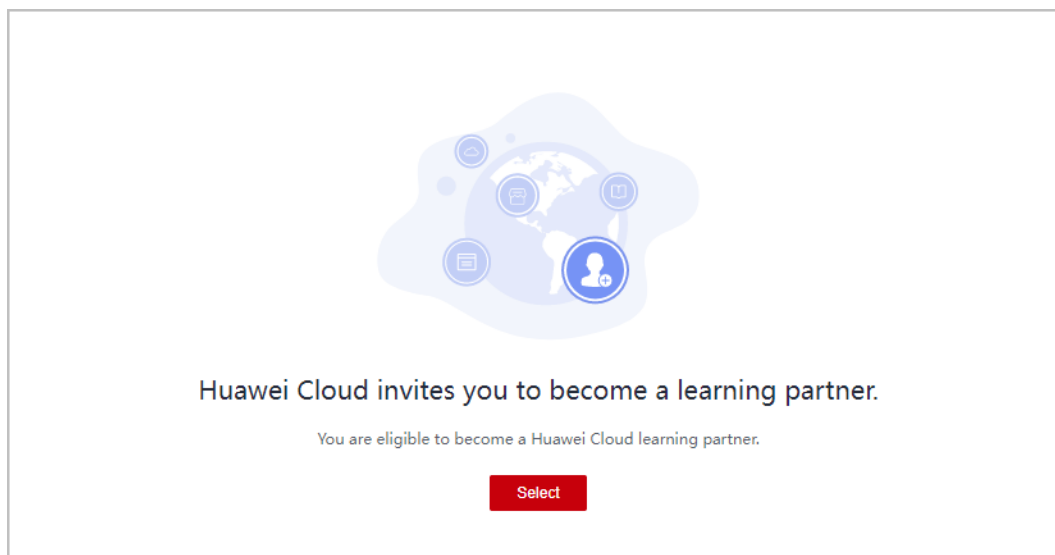 Huawei Cloud invites you to become a learning partner.
You are eligible to become a Huawei Cloud learning partner.
Select